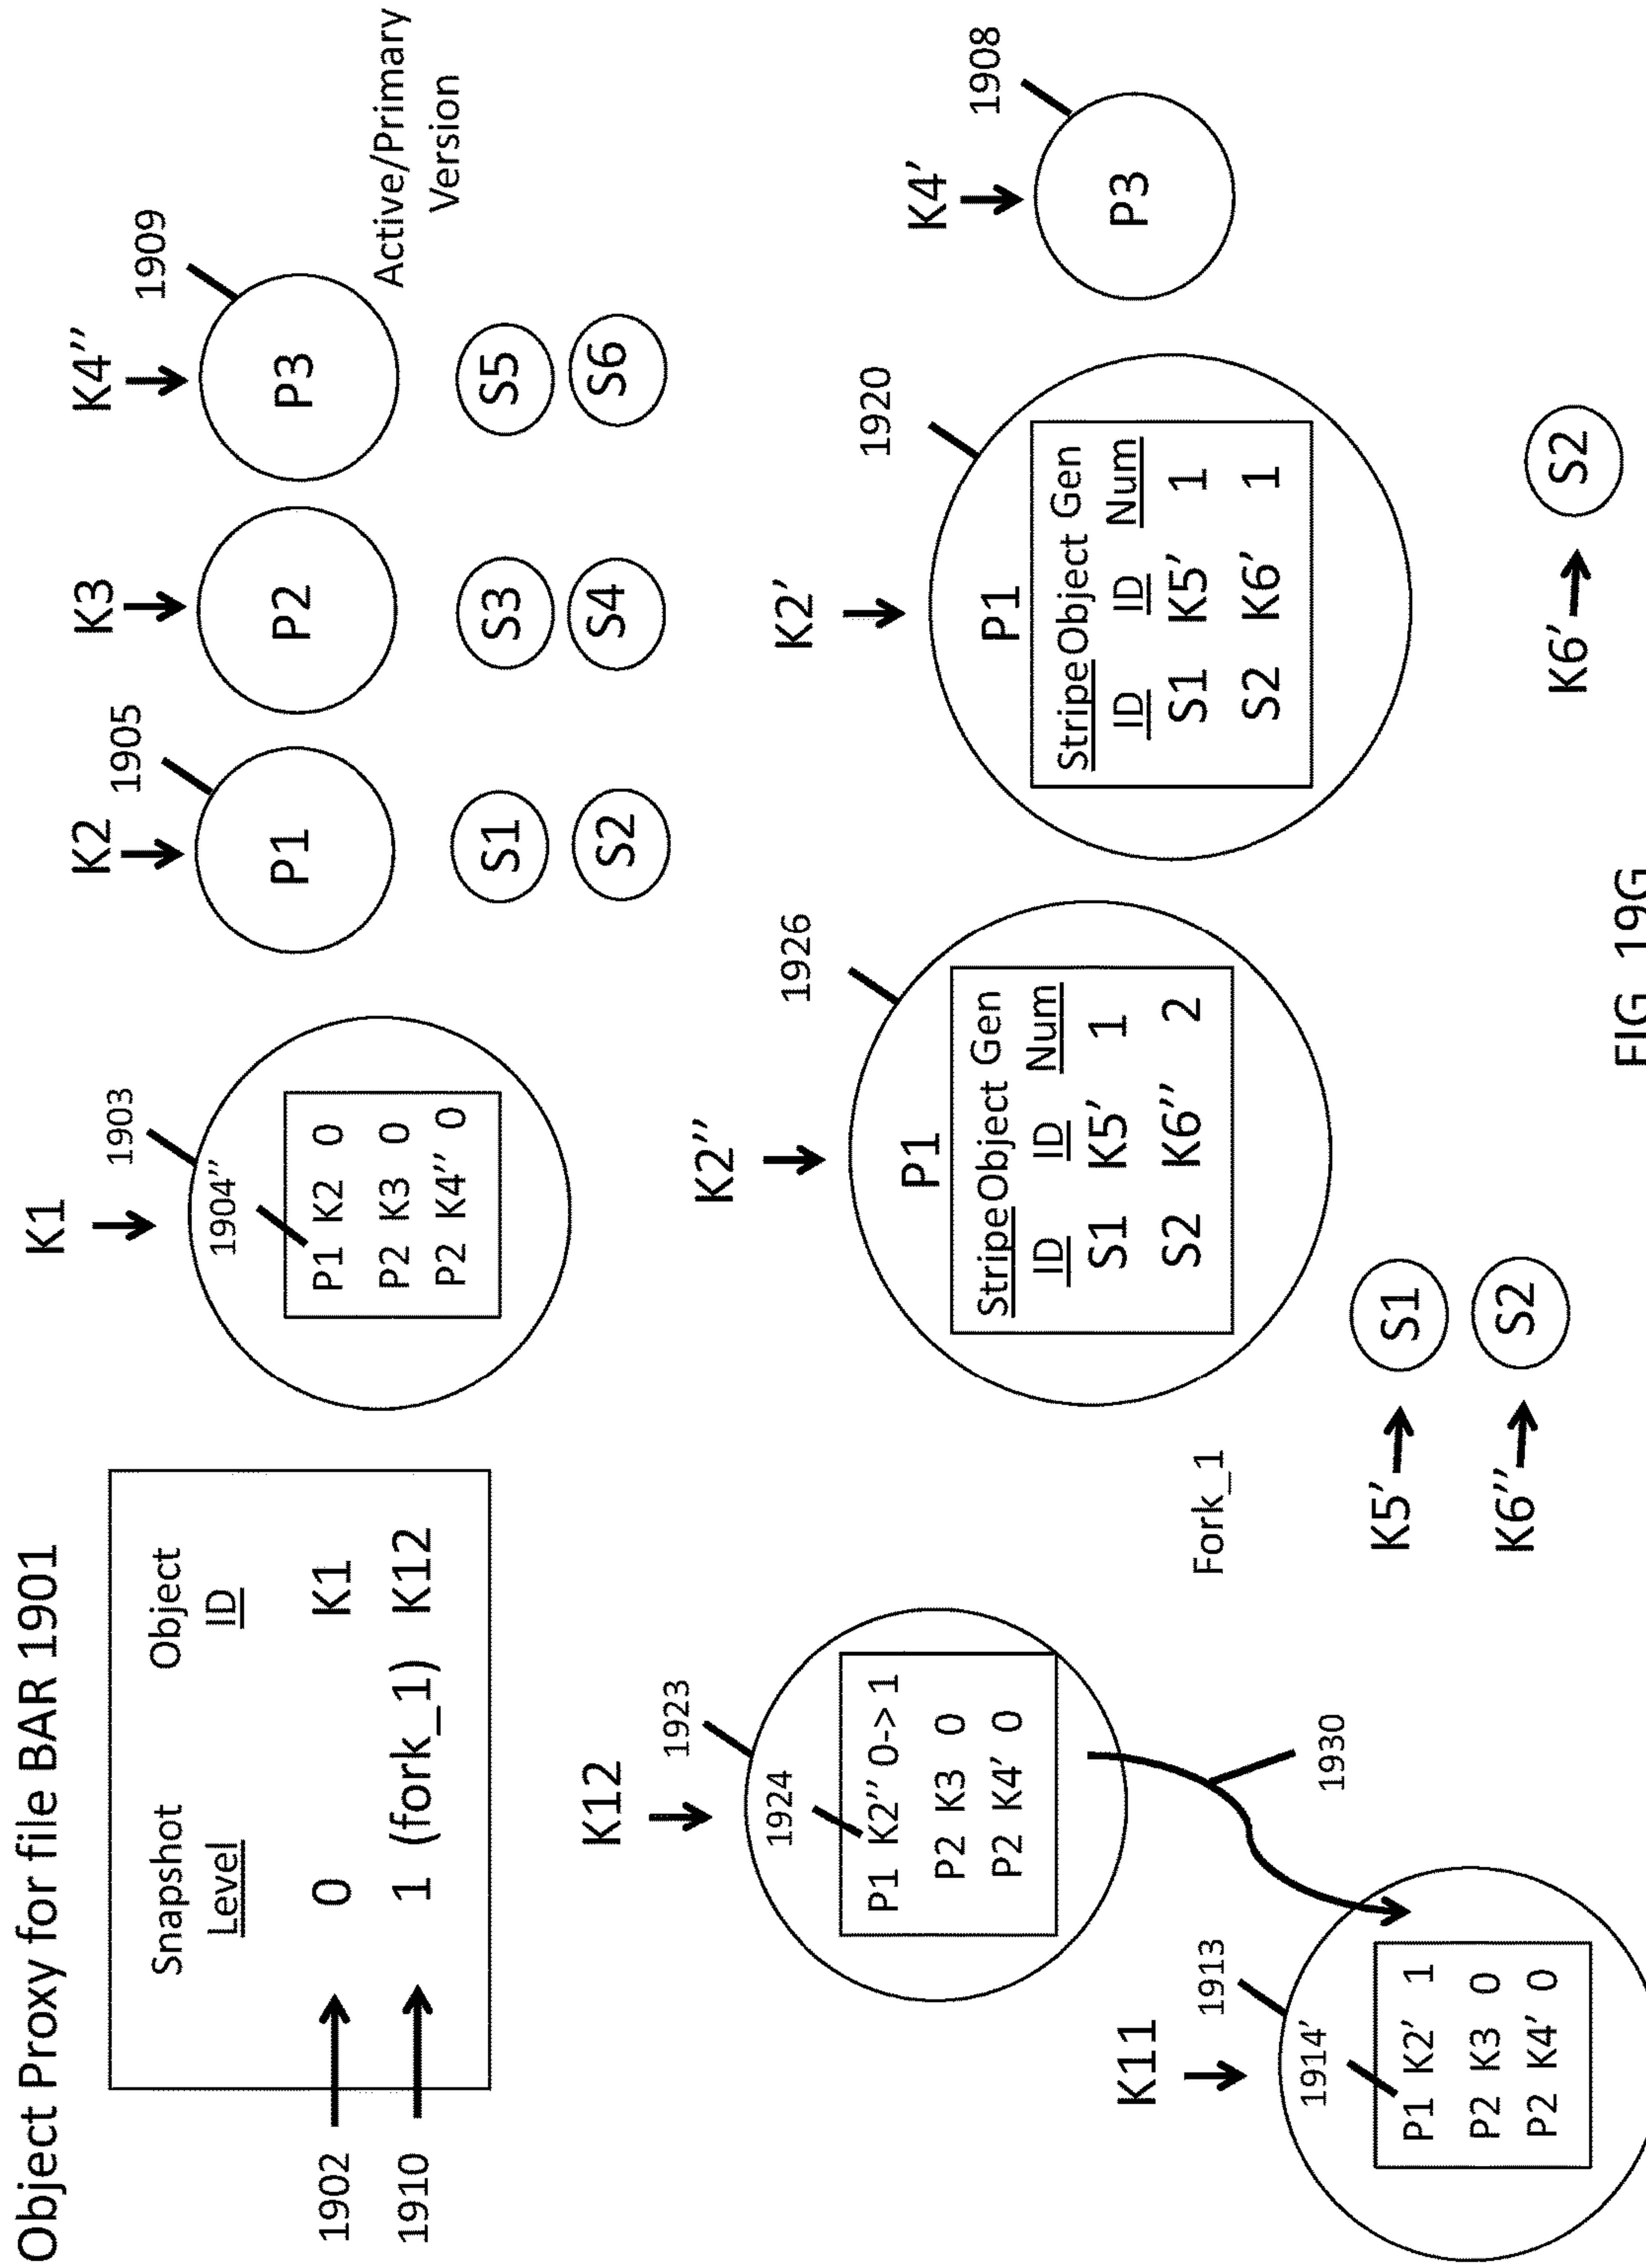 Object Proxy for file BAR 1901
Snapshot Object
Level ID
1902
0 K1
1910
1 (fork_1) K12
K1
1903
1904''
P1 K2 0
P2 K3 0
P2 K4'' 0
K2
1905
P1
S1
S2
K3
P2
S3
S4
K4''
1909
P3
S5
S6
Active/Primary
Version
K12
1923
1924
P1 K2'' 0-> 1
P2 K3 0
P2 K4' 0
1930
K11
1913
1914'
P1 K2' 1
P2 K3 0
P2 K4' 0
K2''
1926
P1
Stripe Object Gen
ID ID Num
S1 K5' 1
S2 K6'' 2
Fork_1
K5'
S1
K6''
S2
K2'
1920
P1
Stripe Object Gen
ID ID Num
S1 K5' 1
S2 K6' 1
K6'
S2
K4'
1908
P3
FIG. 19G